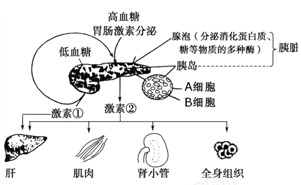 高血糖
胃肠激素分泌
腺泡（分泌消化蛋白质、
糖等物质的多种酶）
胰脏
低血糖
胰岛
A细胞
B细胞
激素①
激素②
肝
肌肉
肾小管
全身组织